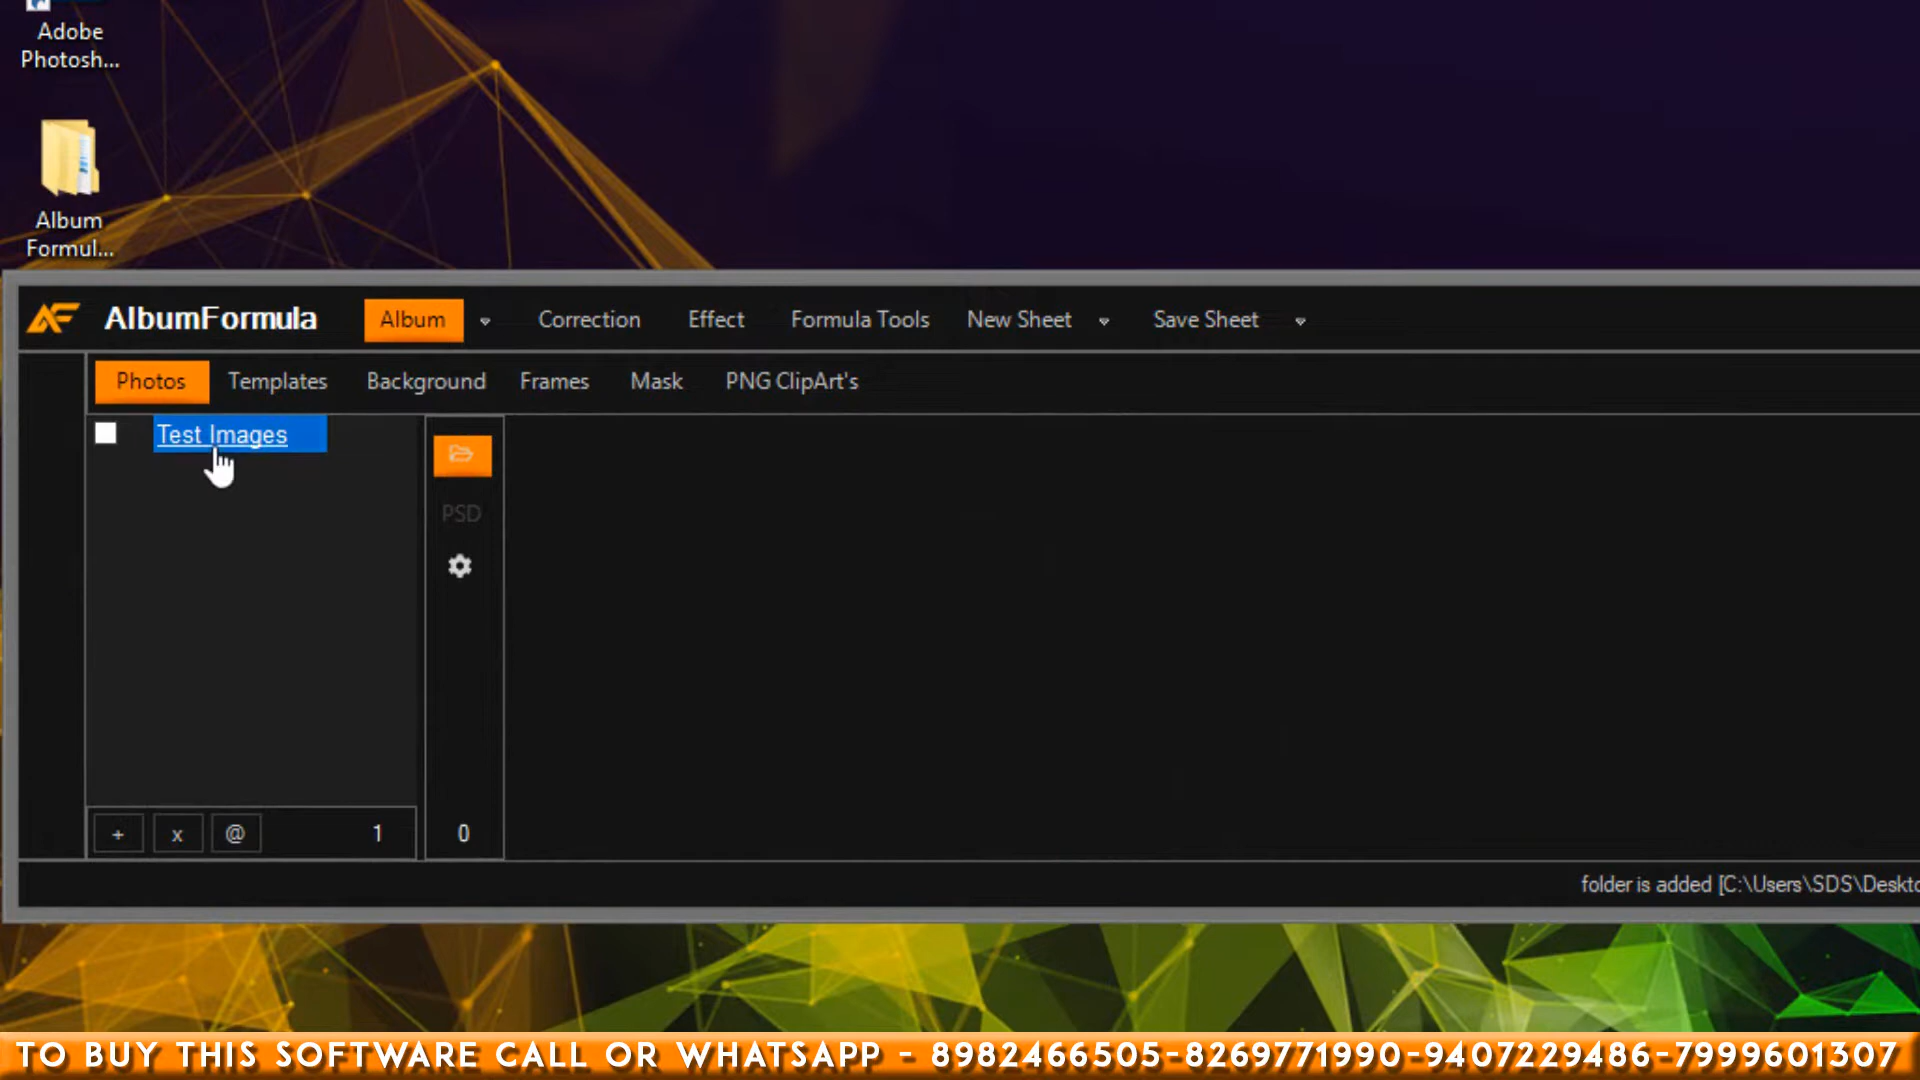 Adobe
Photosh...
Album
Formul...
AF AlbumFormula Album Correction Effect Formula Tools New Sheet Save Sheet
Photos Templates Background Frames Mask PNG ClipArt's
Test Images
PSD
+ x @ 1 0
folder is added [C:\Users\SDS\Deskto
TO BUY THIS SOFTWARE CALL OR WHATSAPP - 8982466505-8269771990-9407229486-7999601307